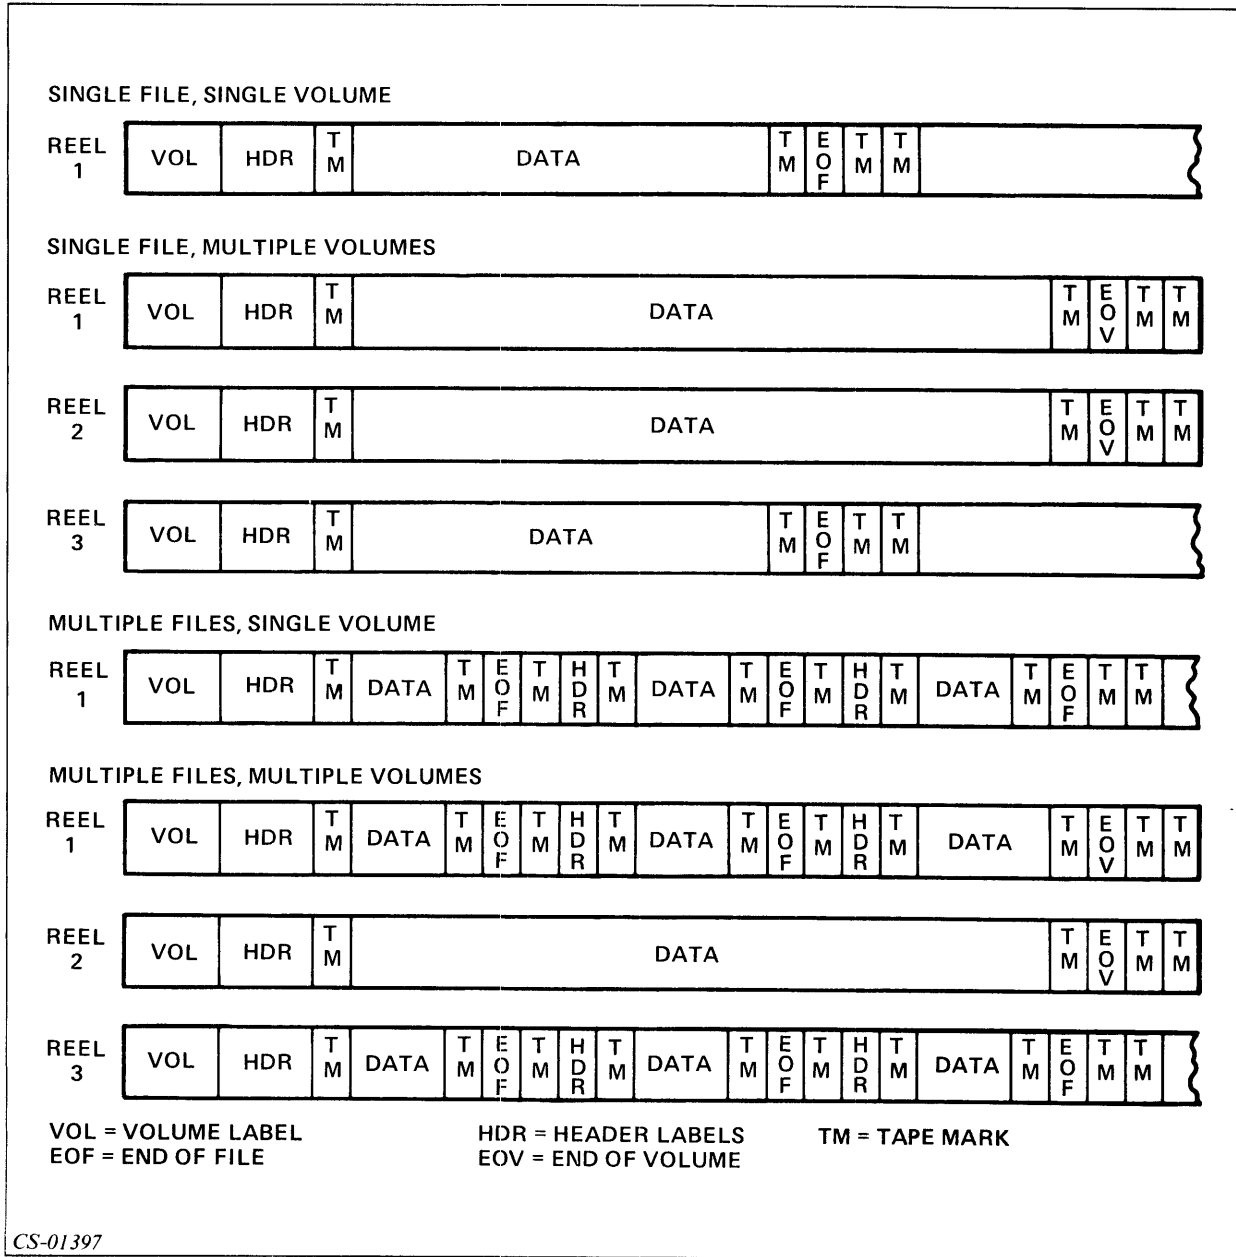 SINGLE FILE, SINGLE VOLUME
REEL 1 VOL HDR TM DATA TM EOF TM TM
SINGLE FILE, MULTIPLE VOLUMES
REEL 1 VOL HDR TM DATA TM EOV TM TM
REEL 2 VOL HDR TM DATA TM EOV TM TM
REEL 3 VOL HDR TM DATA TM EOF TM TM
MULTIPLE FILES, SINGLE VOLUME
REEL 1 VOL HDR TM DATA TM EOF TM HDR TM DATA TM EOF TM HDR TM DATA TM EOF TM TM
MULTIPLE FILES, MULTIPLE VOLUMES
REEL 1 VOL HDR TM DATA TM EOF TM HDR TM DATA TM EOF TM HDR TM DATA TM EOV TM TM
REEL 2 VOL HDR TM DATA TM EOV TM TM
REEL 3 VOL HDR TM DATA TM EOF TM HDR TM DATA TM EOF TM HDR TM DATA TM EOF TM TM
VOL = VOLUME LABEL HDR = HEADER LABELS TM = TAPE MARK
EOF = END OF FILE EOV = END OF VOLUME
CS-01397